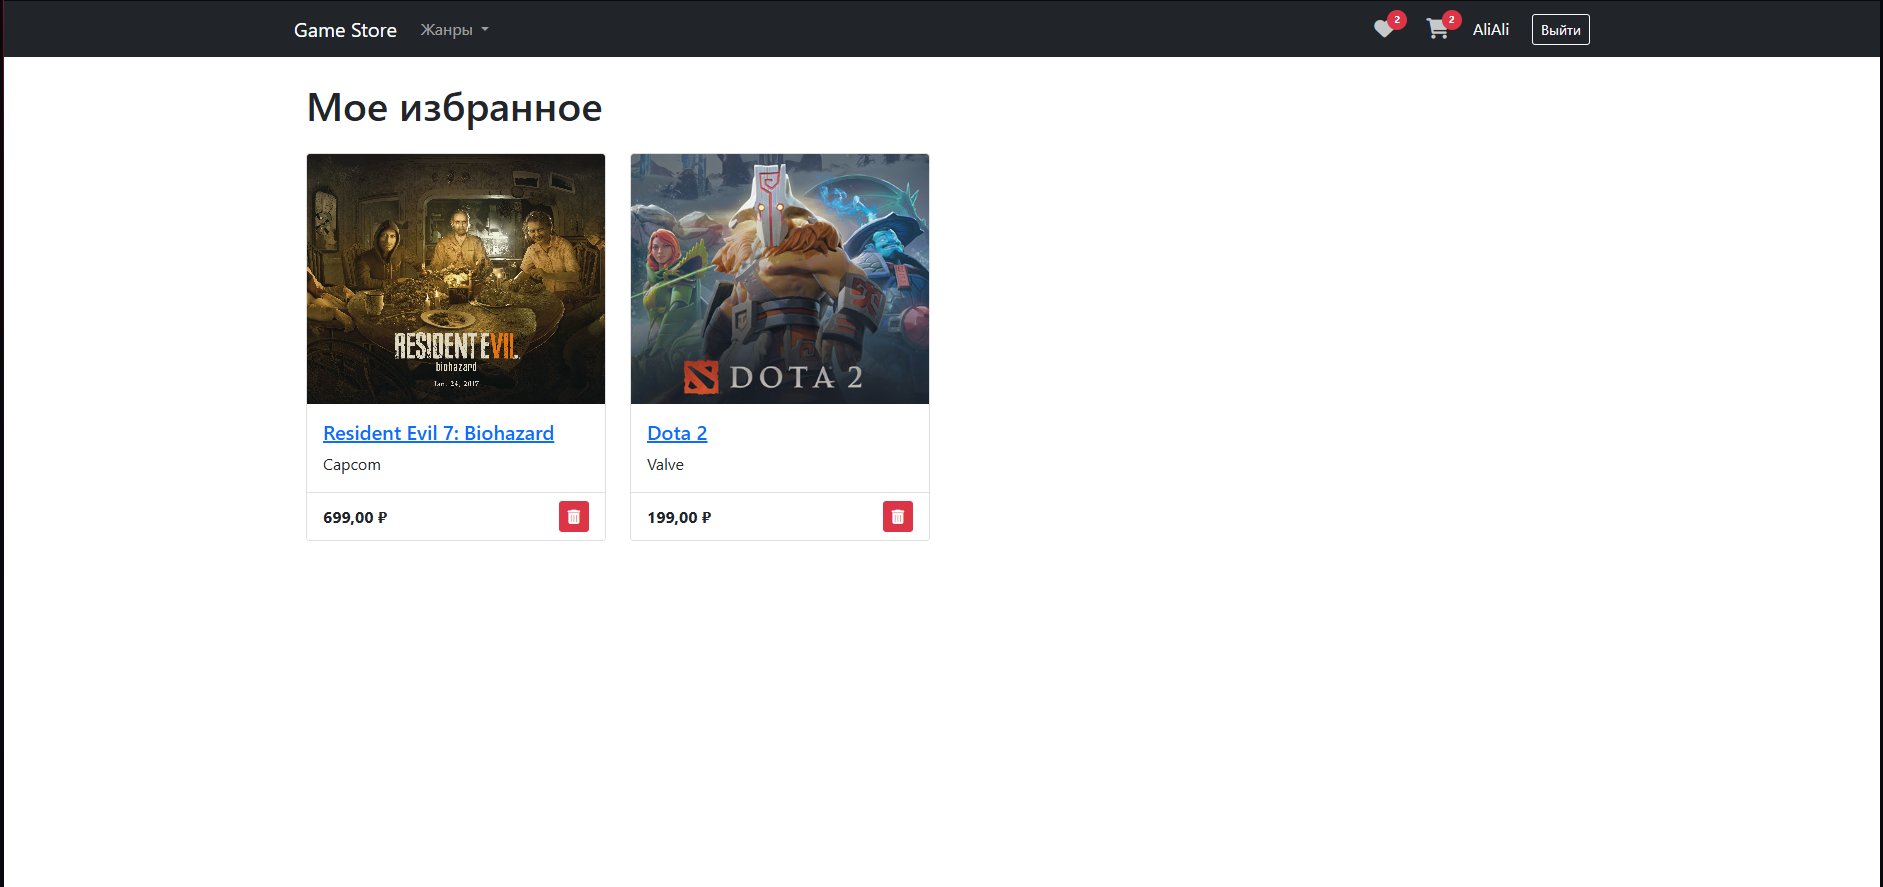 Game Store Жанры 2 2 AliAli Выйти
Мое избранное
RESIDENT EVIL
biohazard
Jan. 24, 2017
DOTA 2
Resident Evil 7: Biohazard
Capcom
699,00 ₽
Dota 2
Valve
199,00 ₽